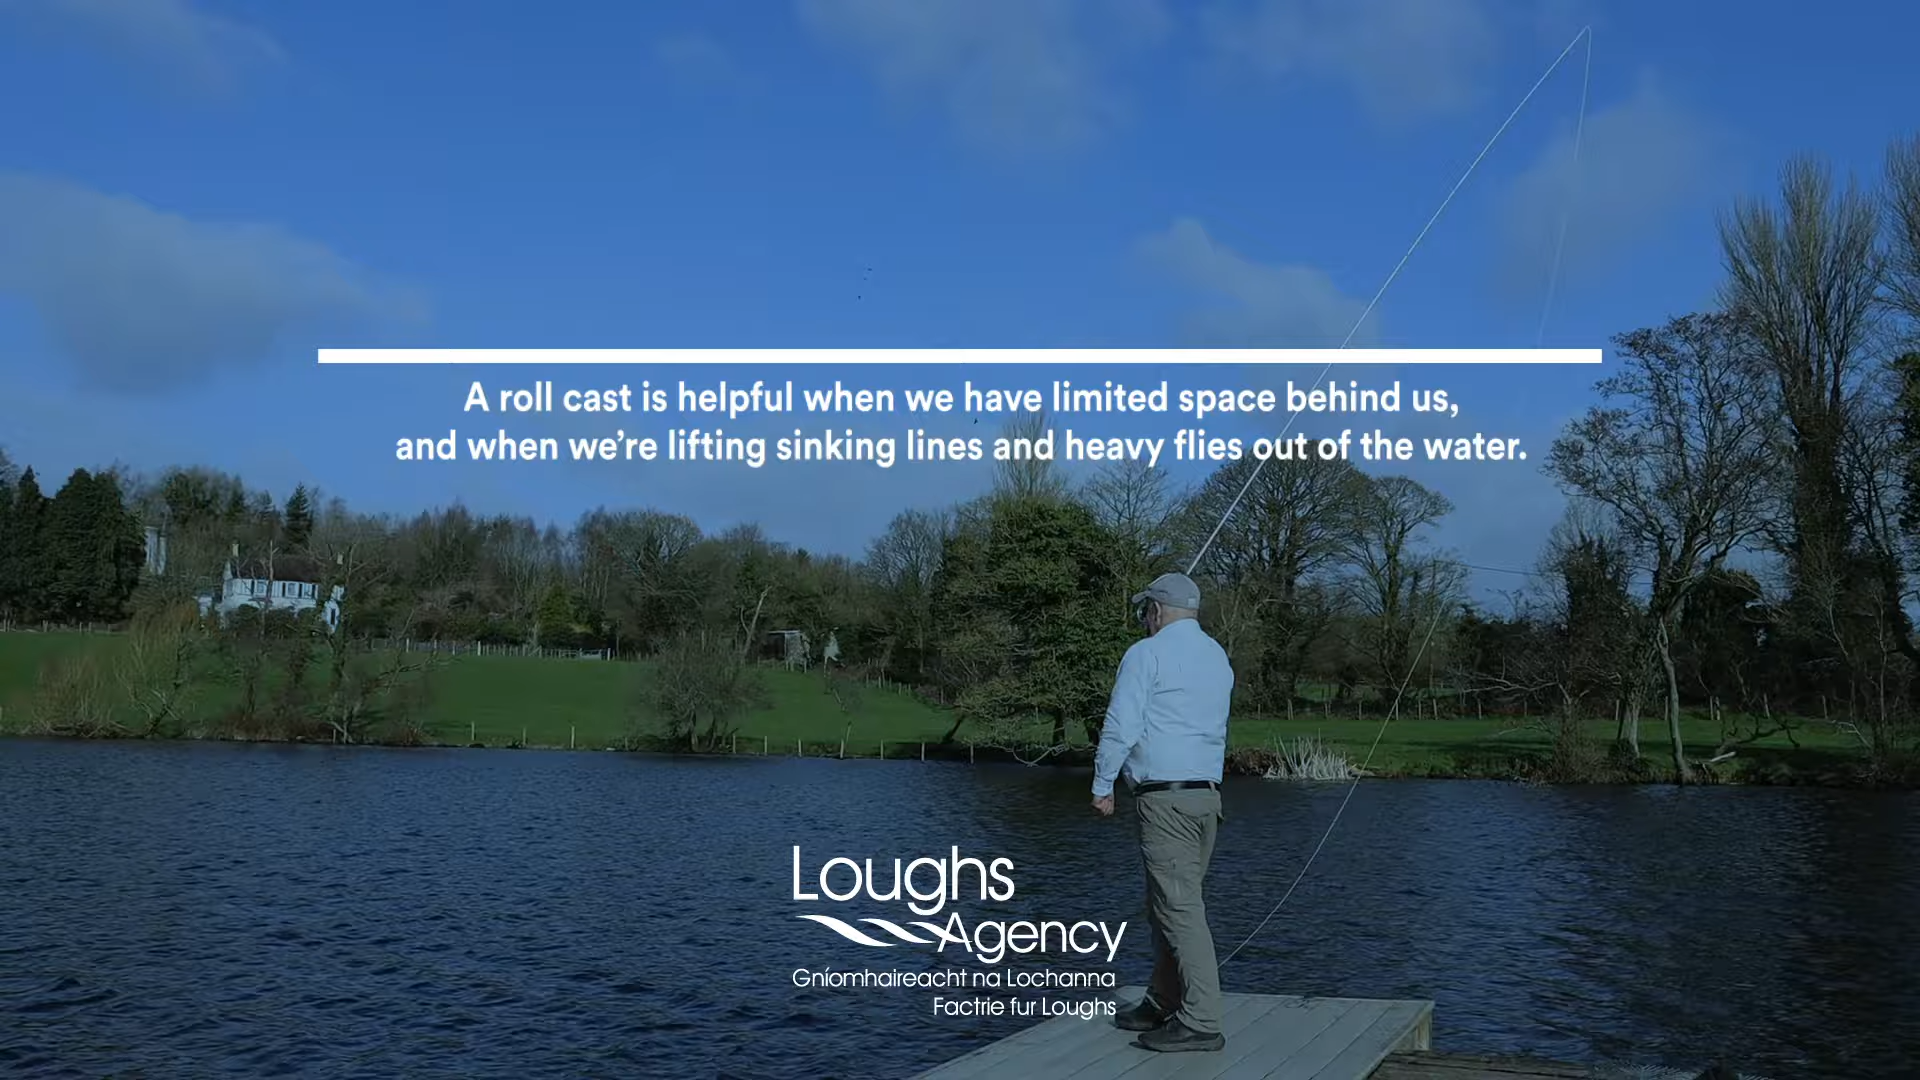 A roll cast is helpful when we have limited space behind us,
and when we’re lifting sinking lines and heavy flies out of the water.
Loughs
Agency
Gníomhaireacht na Lochanna
Factrie fur Loughs